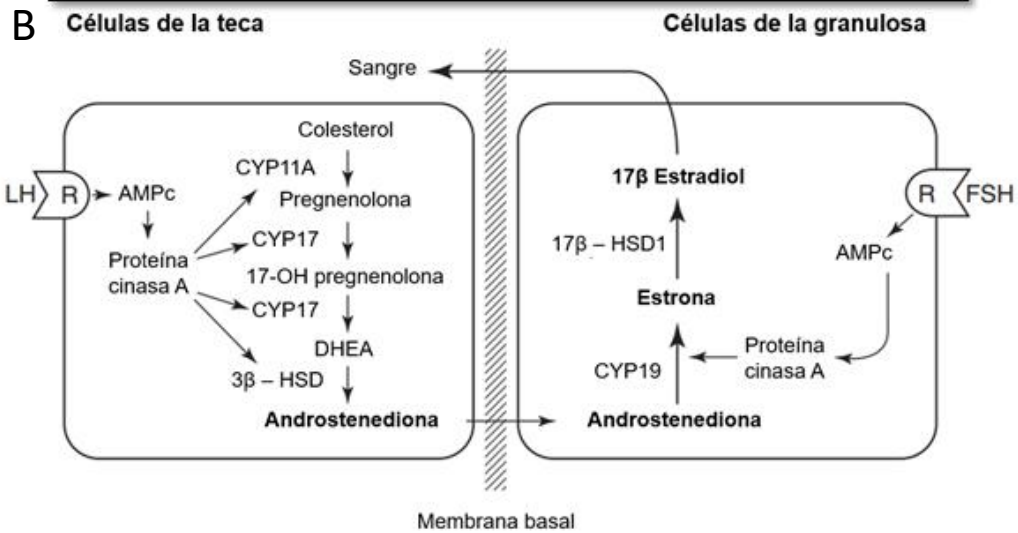 B
Células de la teca
Células de la granulosa
Sangre
Colesterol
CYP11A
LH
R
AMPc
Pregnenolona
CYP17
Proteína
cinasa A
17-OH pregnenolona
CYP17
DHEA
3β – HSD
Androstenediona
17β Estradiol
R
FSH
17β – HSD1
AMPc
Estrona
Proteína
cinasa A
CYP19
Androstenediona
Membrana basal